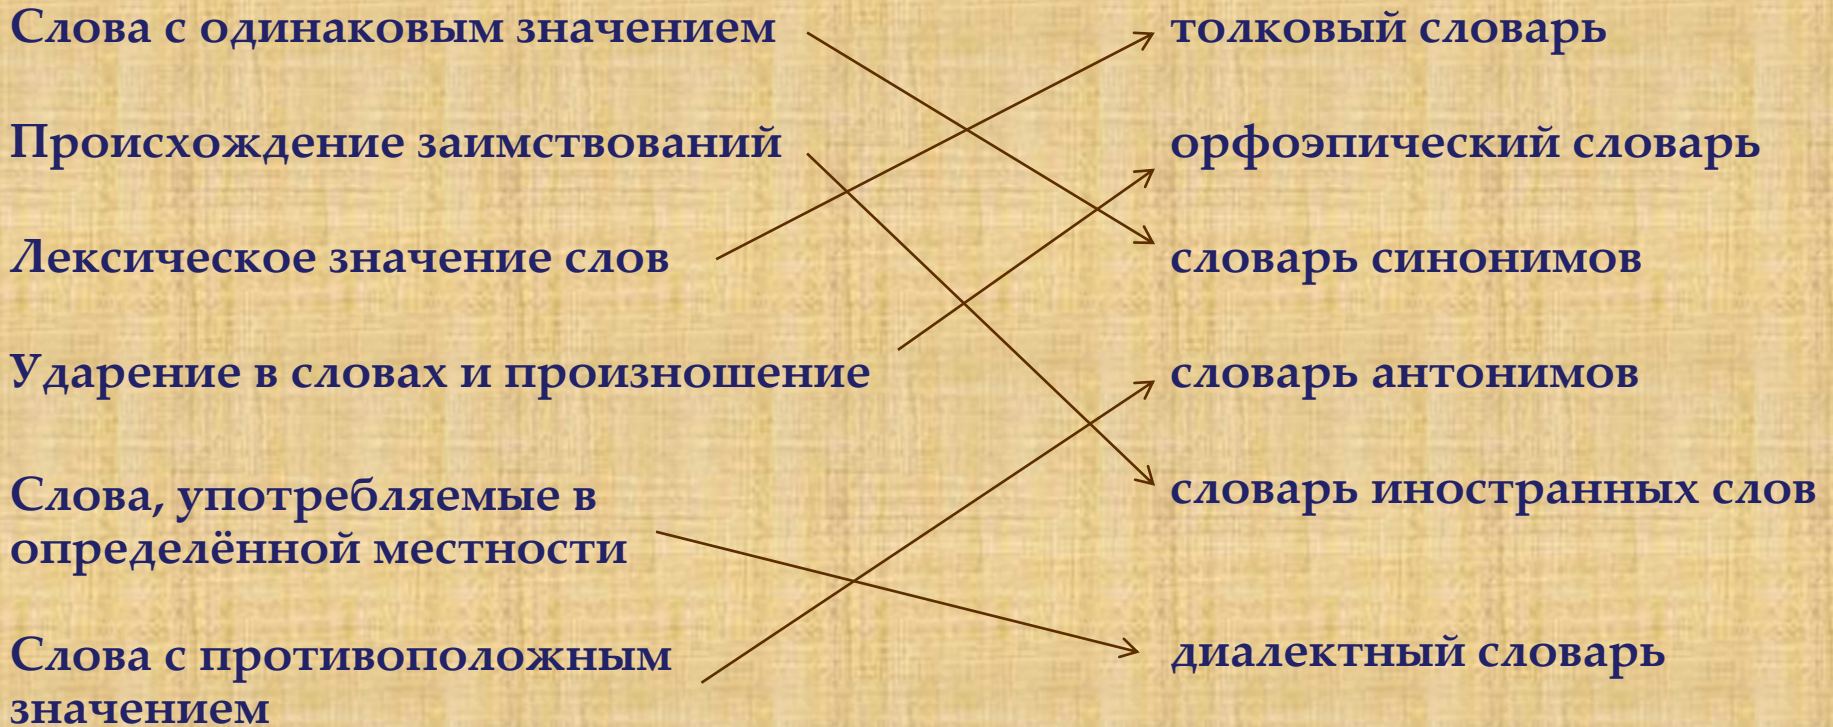 Слова с одинаковым значением
Происхождение заимствований
Лексическое значение слов
Ударение в словах и произношение
Слова, употребляемые в
определённой местности
Слова с противоположным
значением
толковый словарь
орфоэпический словарь
словарь синонимов
словарь антонимов
словарь иностранных слов
диалектный словарь